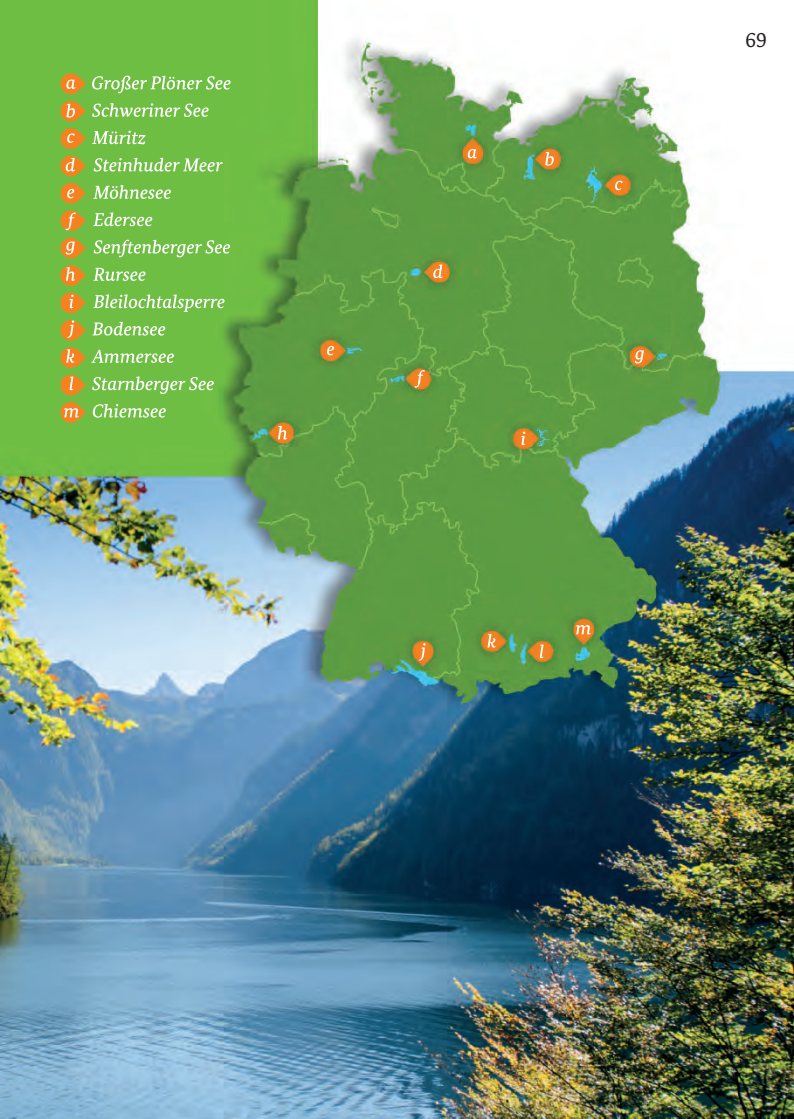 69
a Großer Plöner See
b Schweriner See
c Müritz
d Steinhuder Meer
e Möhnesee
f Edersee
g Senftenberger See
h Rursee
i Bleilochtalsperre
j Bodensee
k Ammersee
l Starnberger See
m Chiemsee
a
b
c
d
e
f
g
h
i
j
k
l
m